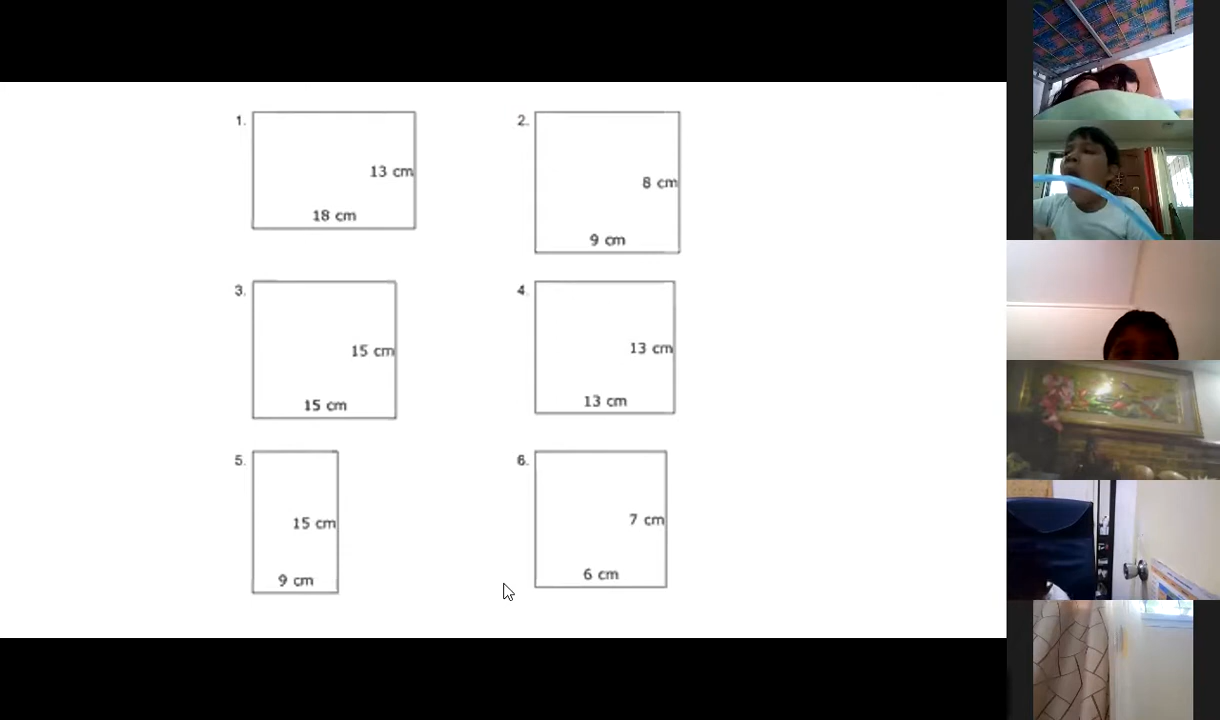 1.
13 cm
18 cm
2.
8 cm
9 cm
3.
15 cm
15 cm
4.
13 cm
13 cm
5.
15 cm
9 cm
6.
7 cm
6 cm